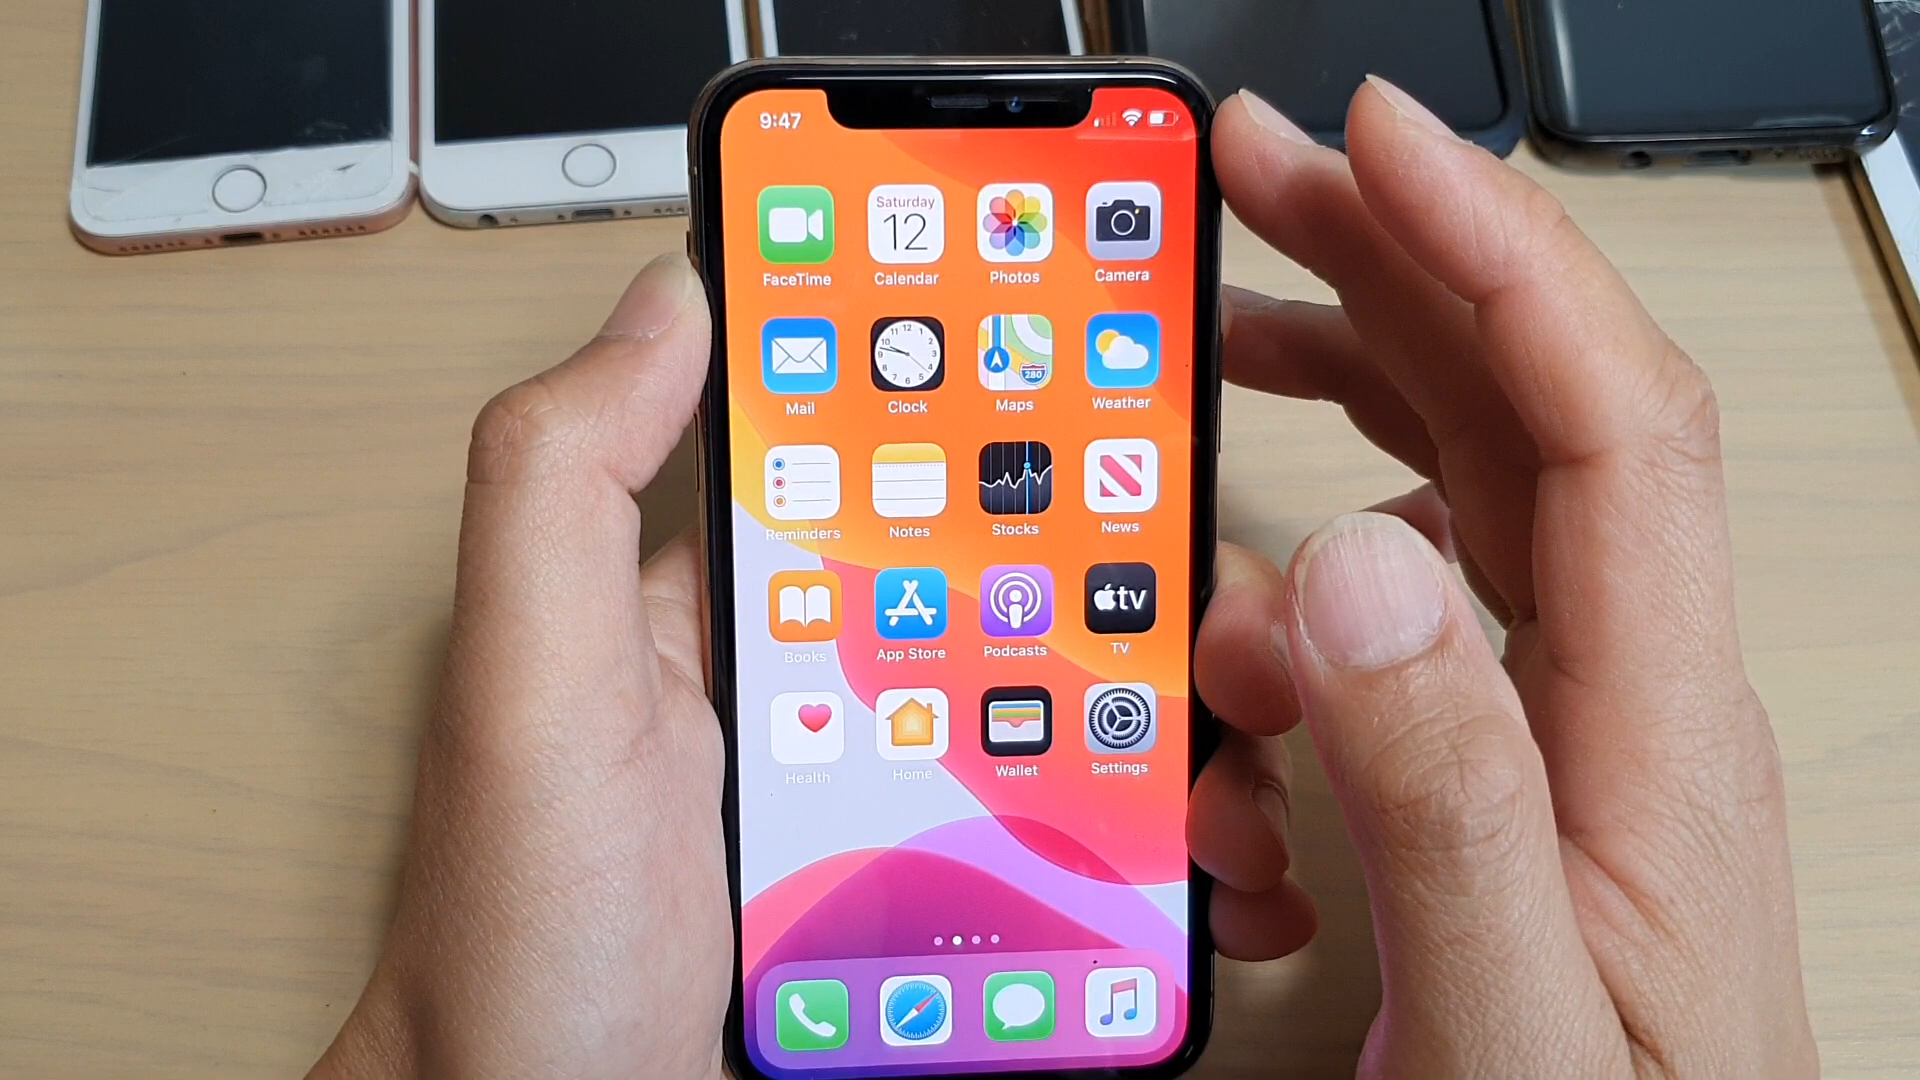 9:47
Saturday
12
FaceTime
Calendar
Photos
Camera
280
Mail
Clock
Maps
Weather
Reminders
Notes
Stocks
News
tv
Books
App Store
Podcasts
TV
Health
Home
Wallet
Settings